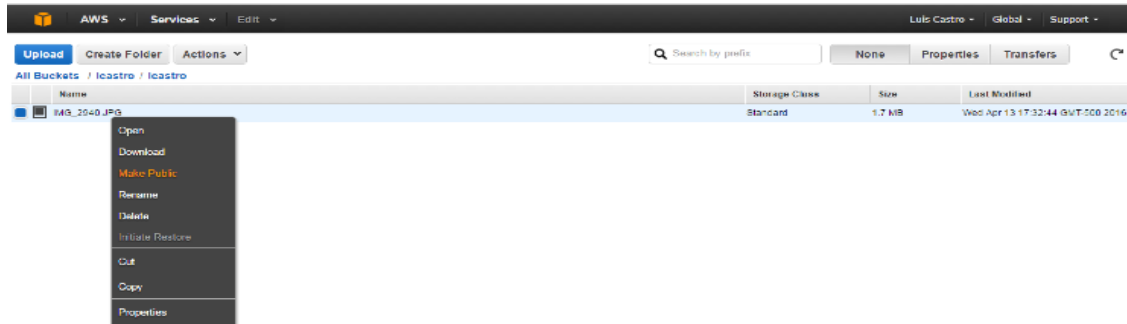 AWS Services Edit Luis Castro Global Support
Upload Create Folder Actions Search by prefix None Properties Transfers
All Buckets / lcastro / lcastro
Name Storage Class Size Last Modified
IMG_2940.JPG Standard 1.7 MB Wed Apr 13 17:32:44 GMT-500 2016
Open
Download
Make Public
Rename
Delete
Initiate Restore
Cut
Copy
Properties